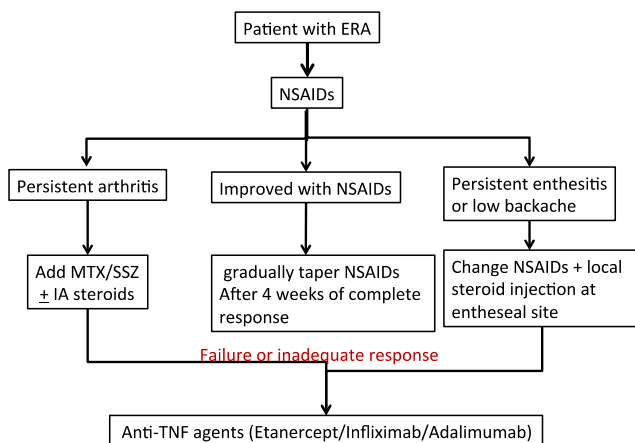 Patient with ERA
NSAIDs
Persistent arthritis
Improved with NSAIDs
Persistent enthesitis
or low backache
Add MTX/SSZ
+ IA steroids
gradually taper NSAIDs
After 4 weeks of complete
response
Change NSAIDs + local
steroid injection at
entheseal site
Failure or inadequate response
Anti-TNF agents (Etanercept/Infliximab/Adalimumab)